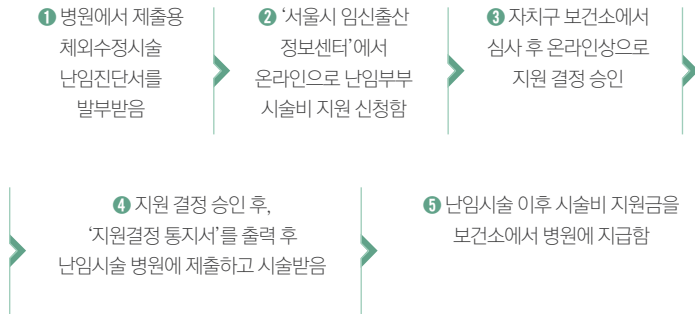 ❶ 병원에서 제출용
체외수정시술
난임진단서를
발부받음
❷ ‘서울시 임신출산
정보센터’에서
온라인으로 난임부부
시술비 지원 신청함
❸ 자치구 보건소에서
심사 후 온라인상으로
지원 결정 승인
❹ 지원 결정 승인 후,
‘지원결정 통지서’를 출력 후
난임시술 병원에 제출하고 시술받음
❺ 난임시술 이후 시술비 지원금을
보건소에서 병원에 지급함